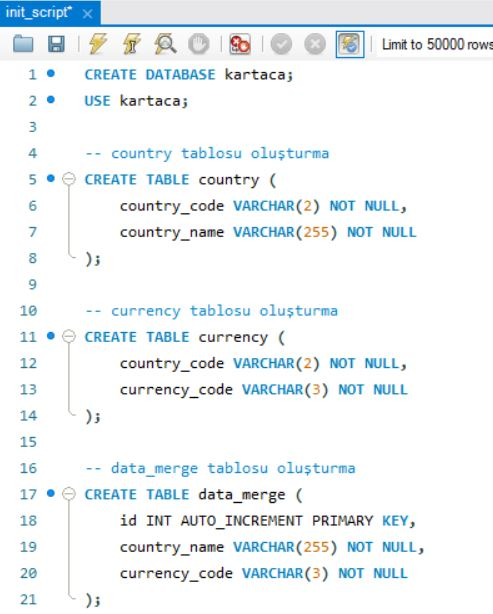 init_script*
Limit to 50000 rows
1 CREATE DATABASE kartaca;
2 USE kartaca;
3
4 -- country tablosu oluşturma
5 CREATE TABLE country (
6 country_code VARCHAR(2) NOT NULL,
7 country_name VARCHAR(255) NOT NULL
8 );
9
10 -- currency tablosu oluşturma
11 CREATE TABLE currency (
12 country_code VARCHAR(2) NOT NULL,
13 currency_code VARCHAR(3) NOT NULL
14 );
15
16 -- data_merge tablosu oluşturma
17 CREATE TABLE data_merge (
18 id INT AUTO_INCREMENT PRIMARY KEY,
19 country_name VARCHAR(255) NOT NULL,
20 currency_code VARCHAR(3) NOT NULL
21 );